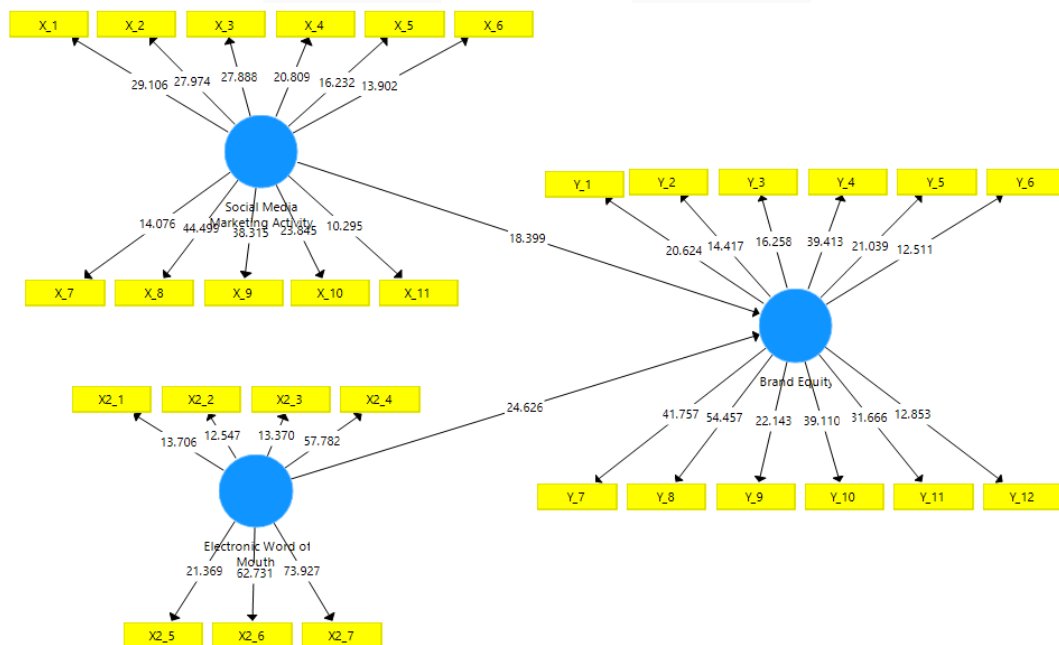 X_1 X_2 X_3 X_4 X_5 X_6
29.106 27.974 27.888 20.809 16.232 13.902
Social Media
Marketing Activity
14.076 44.499 38.315 23.845 10.295
X_7 X_8 X_9 X_10 X_11
18.399
Y_1 Y_2 Y_3 Y_4 Y_5 Y_6
20.624 14.417 16.258 39.413 21.039 12.511
Brand Equity
41.757 54.457 22.143 39.110 31.666 12.853
Y_7 Y_8 Y_9 Y_10 Y_11 Y_12
24.626
X2_1 X2_2 X2_3 X2_4
13.706 12.547 13.370 57.782
Electronic Word of
Mouth
21.369 62.731 73.927
X2_5 X2_6 X2_7